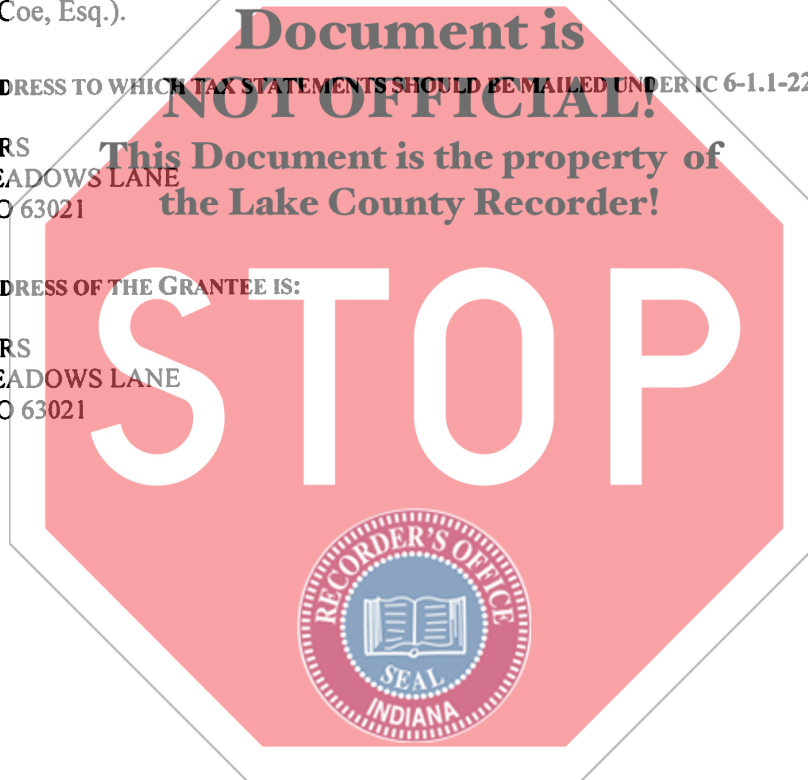 Coe, Esq.).
Document is
DRESS TO WHICH TAX STATEMENTS SHOULD BE MAILED UNDER IC 6-1.1-22
NOT OFFICIAL!
RS
This Document is the property of
EADOWS LANE
the Lake County Recorder!
O 63021
DRESS OF THE GRANTEE IS:
STOP
RS
EADOWS LANE
O 63021
RECORDER'S OFFICE
SEAL
INDIANA